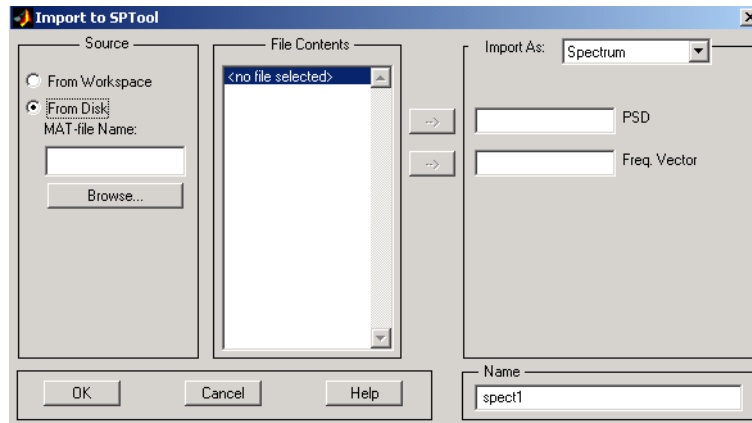 Import to SPTool
Source
From Workspace
From Disk
MAT-file Name:
Browse...
File Contents
<no file selected>
-->
-->
Import As:
Spectrum
PSD
Freq. Vector
OK
Cancel
Help
Name
spect1